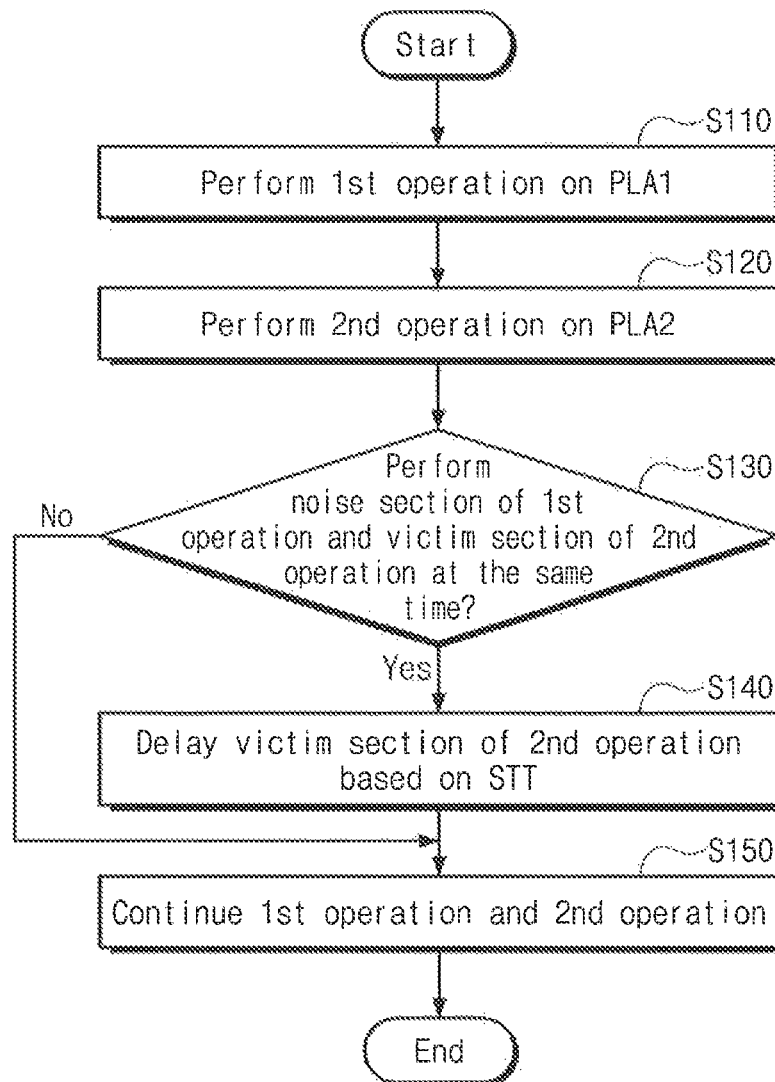 Start
S110
Perform 1st operation on PLA1
S120
Perform 2nd operation on PLA2
S130
Perform
noise section of 1st
operation and victim section of 2nd
operation at the same
time?
No
Yes
S140
Delay victim section of 2nd operation
based on STT
S150
Continue 1st operation and 2nd operation
End